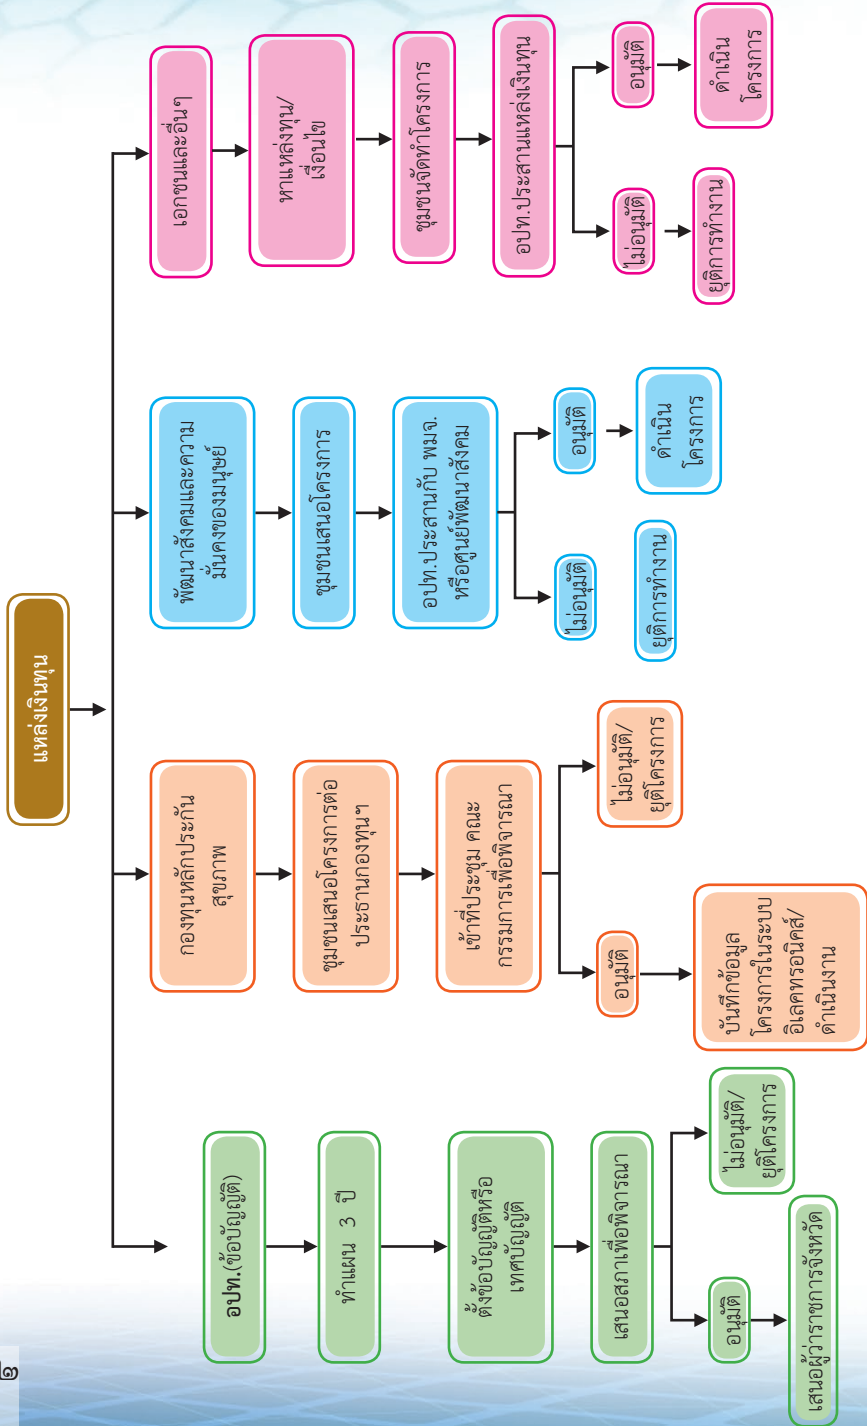 แหล่งเงินทุน
อปท.(ข้อบัญญัติ)
ทำแผน 3 ปี
ตั้งข้อบัญญัติหรือ
เทศบัญญัติ
เสนอสภาเพื่อพิจารณา
อนุมัติ
เสนอผู้ว่าราชการจังหวัด
ไม่อนุมัติ/
ยุติโครงการ
กองทุนหลักประกัน
สุขภาพ
ชุมชนเสนอโครงการต่อ
ประธานกองทุนฯ
เข้าที่ประชุม คณะ
กรรมการเพื่อพิจารณา
อนุมัติ
บันทึกข้อมูล
โครงการในระบบ
อิเลคทรอนิคส์/
ดำเนินงาน
ไม่อนุมัติ/
ยุติโครงการ
พัฒนาสังคมและความ
มั่นคงของมนุษย์
ชุมชนเสนอโครงการ
อปท.ประสานกับ พมจ.
หรือศูนย์พัฒนาสังคม
ไม่อนุมัติ
ยุติการทำงาน
อนุมัติ
ดำเนิน
โครงการ
เอกชนและอื่นๆ
หาแหล่งทุน/
เงื่อนไข
ชุมชนจัดทำโครงการ
อปท.ประสานแหล่งเงินทุน
ไม่อนุมัติ
ยุติการทำงาน
อนุมัติ
ดำเนิน
โครงการ